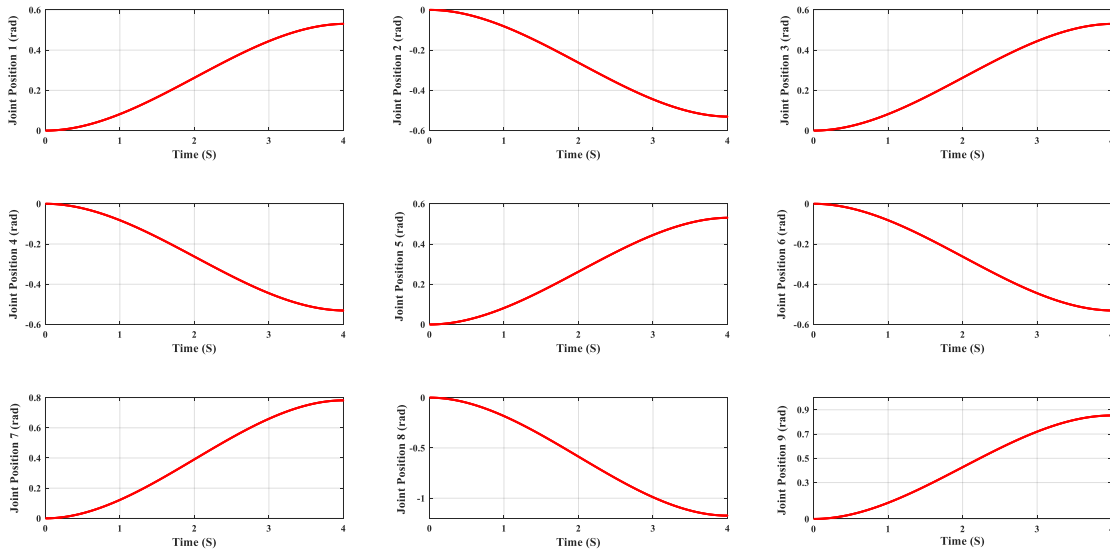 Joint Position 1 (rad)
0.6
0.4
0.2
0
0 1 2 3 4
Time (S)
Joint Position 2 (rad)
0
-0.2
-0.4
-0.6
0 1 2 3 4
Time (S)
Joint Position 3 (rad)
0.6
0.4
0.2
0
0 1 2 3 4
Time (S)
Joint Position 4 (rad)
0
-0.2
-0.4
-0.6
0 1 2 3 4
Time (S)
Joint Position 5 (rad)
0.6
0.4
0.2
0
0 1 2 3 4
Time (S)
Joint Position 6 (rad)
0
-0.2
-0.4
-0.6
0 1 2 3 4
Time (S)
Joint Position 7 (rad)
0.8
0.6
0.4
0.2
0
0 1 2 3 4
Time (S)
Joint Position 8 (rad)
0
-0.5
-1
0 1 2 3 4
Time (S)
Joint Position 9 (rad)
0.9
0.7
0.5
0.3
0
0 1 2 3 4
Time (S)